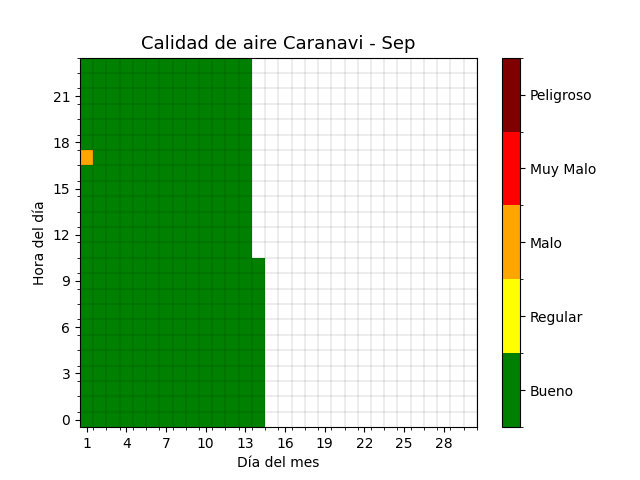 Calidad de aire Caranavi - Sep
Hora del día
21
18
15
12
9
6
3
0
1 4 7 10 13 16 19 22 25 28
Día del mes
Peligroso
Muy Malo
Malo
Regular
Bueno